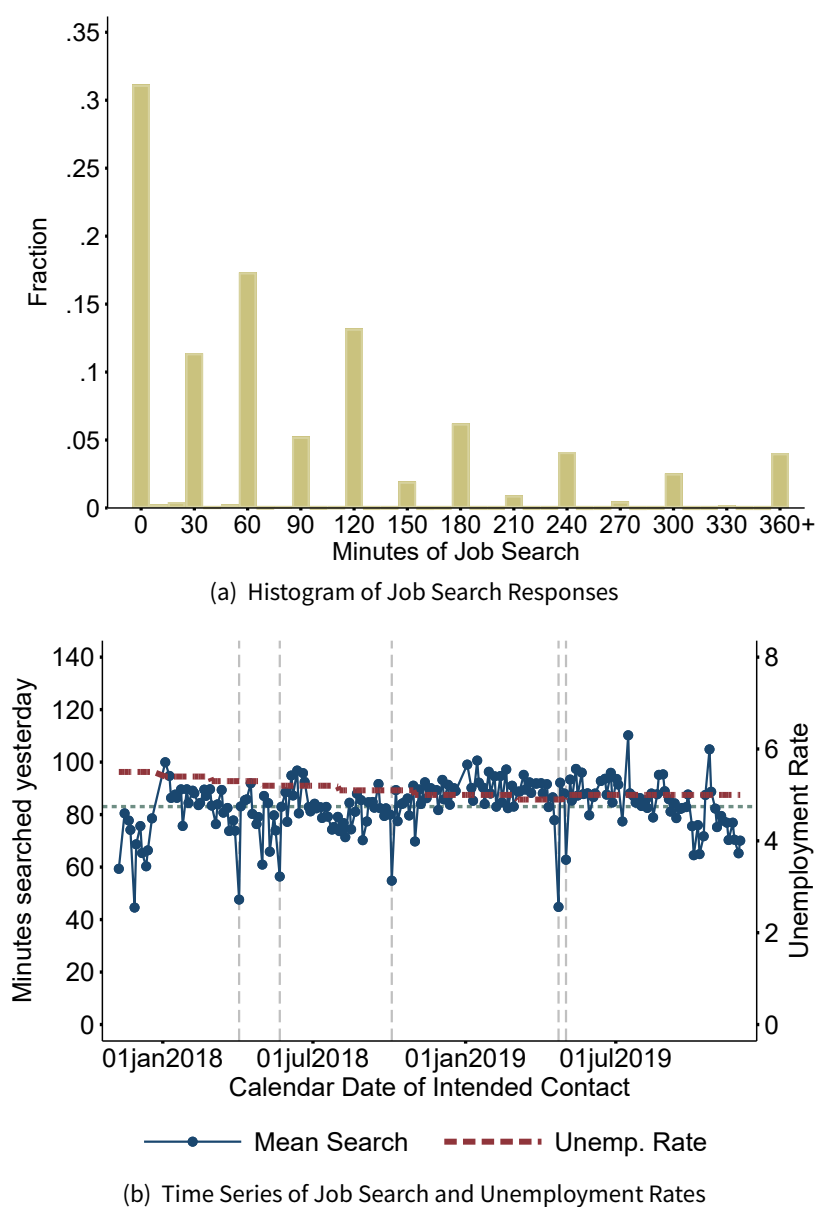 .35
.3
.25
.2
.15
.1
.05
0
Fraction
0 30 60 90 120 150 180 210 240 270 300 330 360+
Minutes of Job Search
(a) Histogram of Job Search Responses
140
120
100
80
60
40
20
0
Minutes searched yesterday
8
6
4
2
0
Unemployment Rate
01jan2018 01jul2018 01jan2019 01jul2019
Calendar Date of Intended Contact
Mean Search Unemp. Rate
(b) Time Series of Job Search and Unemployment Rates